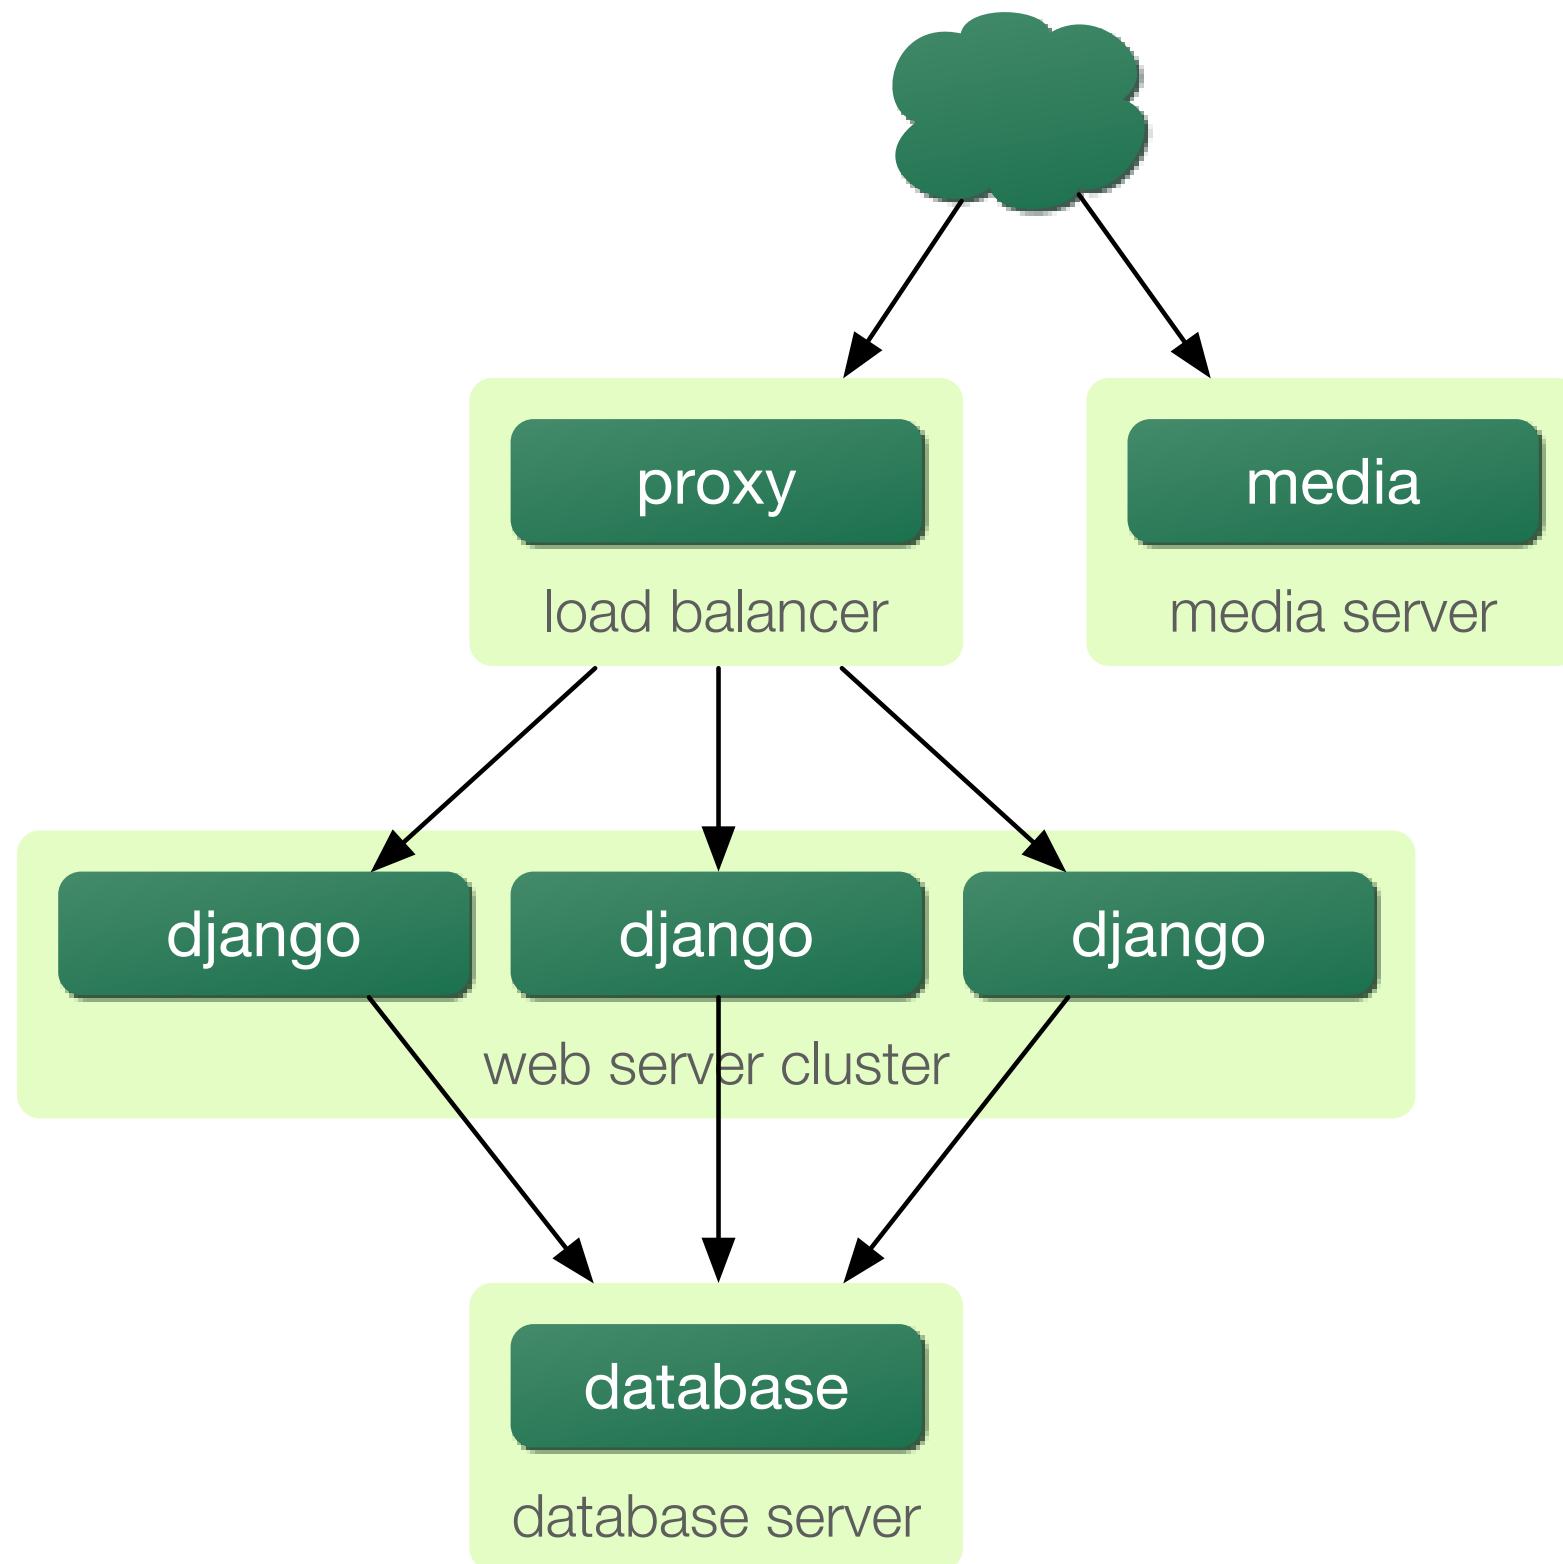 proxy
media
load balancer
media server
django
django
django
web server cluster
database
database server